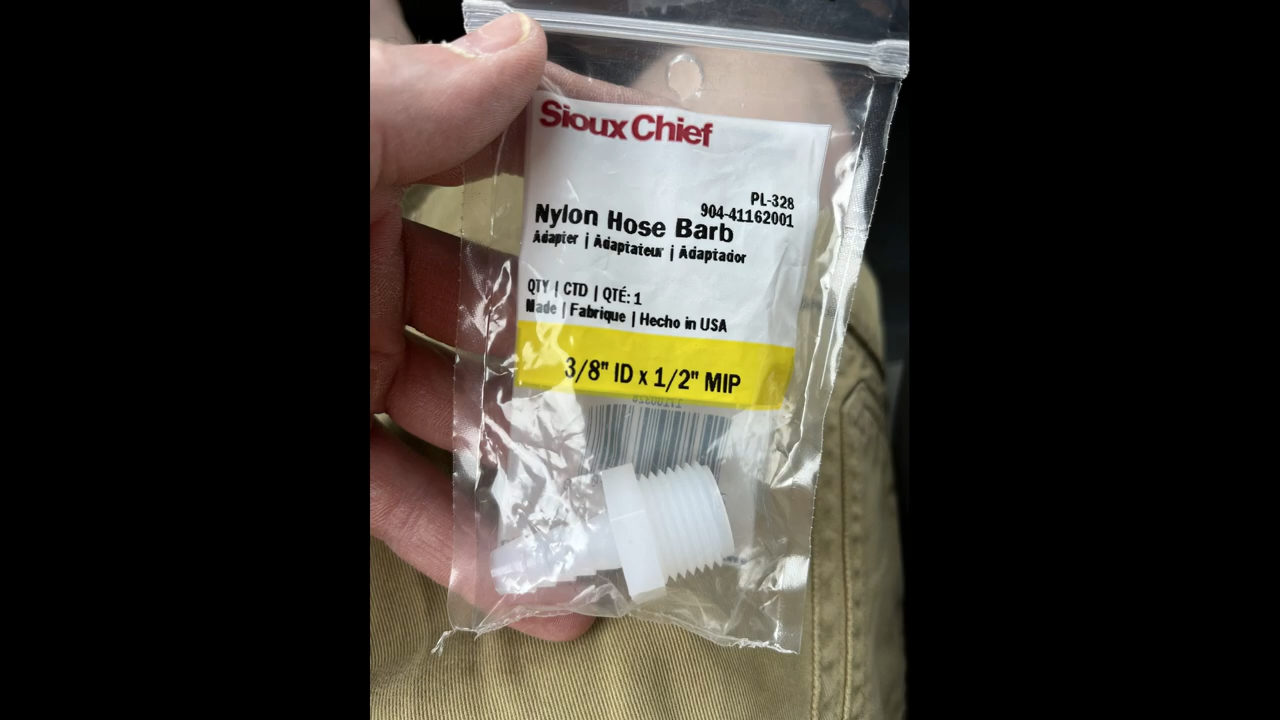 Sioux Chief
PL-328
904-41162001
Nylon Hose Barb
Adapter | Adaptateur | Adaptador
QTY | CTD | QTÉ: 1
Made | Fabrique | Hecho in USA
3/8" ID x 1/2" MIP